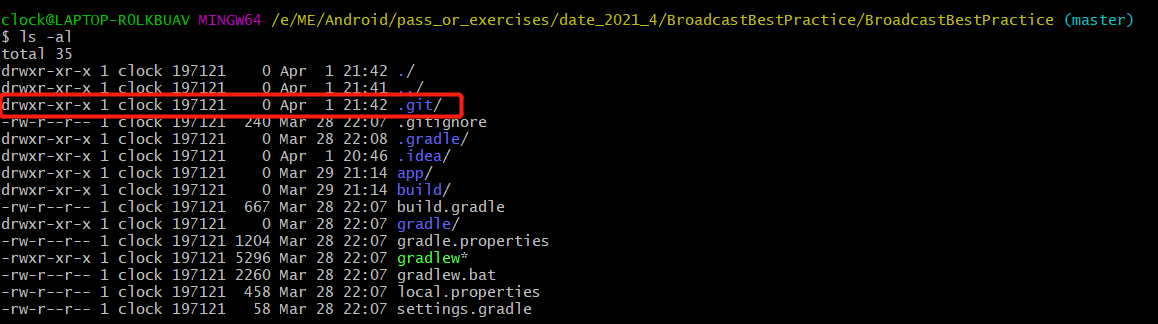 clock@LAPTOP-R0LKBUAV MINGW64 /e/ME/Android/pass_or_exercises/date_2021_4/BroadcastBestPractice/BroadcastBestPractice (master)
$ ls -al
total 35
drwxr-xr-x 1 clock 197121    0 Apr  1 21:42 ./
drwxr-xr-x 1 clock 197121    0 Apr  1 21:41 ../
drwxr-xr-x 1 clock 197121    0 Apr  1 21:42 .git/
-rw-r--r-- 1 clock 197121  240 Mar 28 22:07 .gitignore
drwxr-xr-x 1 clock 197121    0 Mar 28 22:08 .gradle/
drwxr-xr-x 1 clock 197121    0 Apr  1 20:46 .idea/
drwxr-xr-x 1 clock 197121    0 Mar 29 21:14 app/
drwxr-xr-x 1 clock 197121    0 Mar 29 21:14 build/
-rw-r--r-- 1 clock 197121  667 Mar 28 22:07 build.gradle
drwxr-xr-x 1 clock 197121    0 Mar 28 22:07 gradle/
-rw-r--r-- 1 clock 197121 1204 Mar 28 22:07 gradle.properties
-rwxr-xr-x 1 clock 197121 5296 Mar 28 22:07 gradlew*
-rw-r--r-- 1 clock 197121 2260 Mar 28 22:07 gradlew.bat
-rw-r--r-- 1 clock 197121  458 Mar 28 22:07 local.properties
-rw-r--r-- 1 clock 197121   58 Mar 28 22:07 settings.gradle